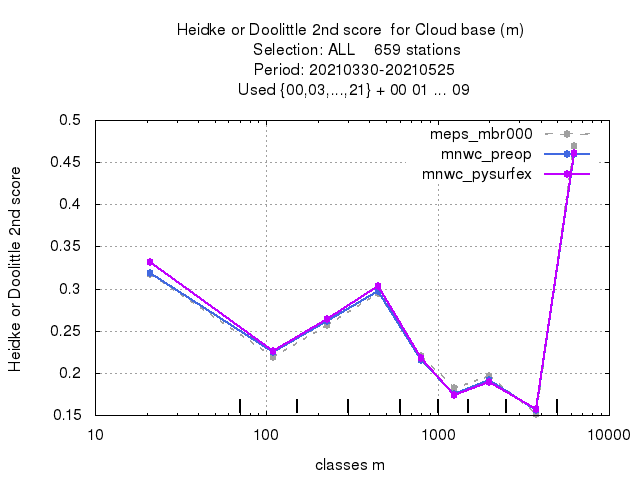 Heidke or Doolittle 2nd score  for Cloud base (m)
Selection: ALL    659 stations
Period: 20210330-20210525
Used {00,03,...,21} + 00 01 ... 09
meps_mbr000
mnwc_preop
mnwc_pysurfex
Heidke or Doolittle 2nd score
0.5
0.45
0.4
0.35
0.3
0.25
0.2
0.15
10 100 1000 10000
classes m